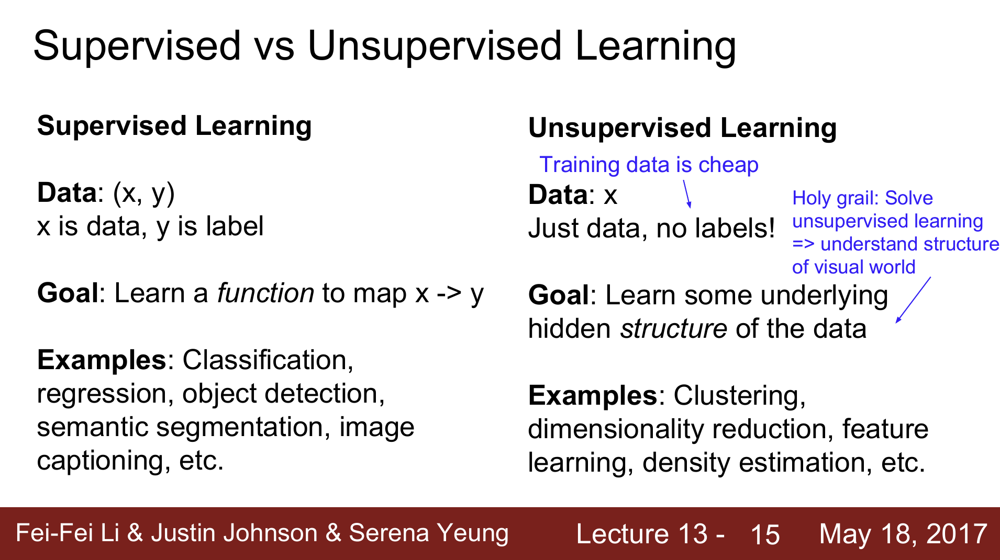 Supervised vs Unsupervised Learning
Supervised Learning
Data: (x, y)
x is data, y is label
Goal: Learn a function to map x -> y
Examples: Classification,
regression, object detection,
semantic segmentation, image
captioning, etc.
Unsupervised Learning
Training data is cheap
Data: x
Just data, no labels!
Holy grail: Solve
unsupervised learning
=> understand structure
of visual world
Goal: Learn some underlying
hidden structure of the data
Examples: Clustering,
dimensionality reduction, feature
learning, density estimation, etc.
Fei-Fei Li & Justin Johnson & Serena Yeung
Lecture 13 - 15
May 18, 2017